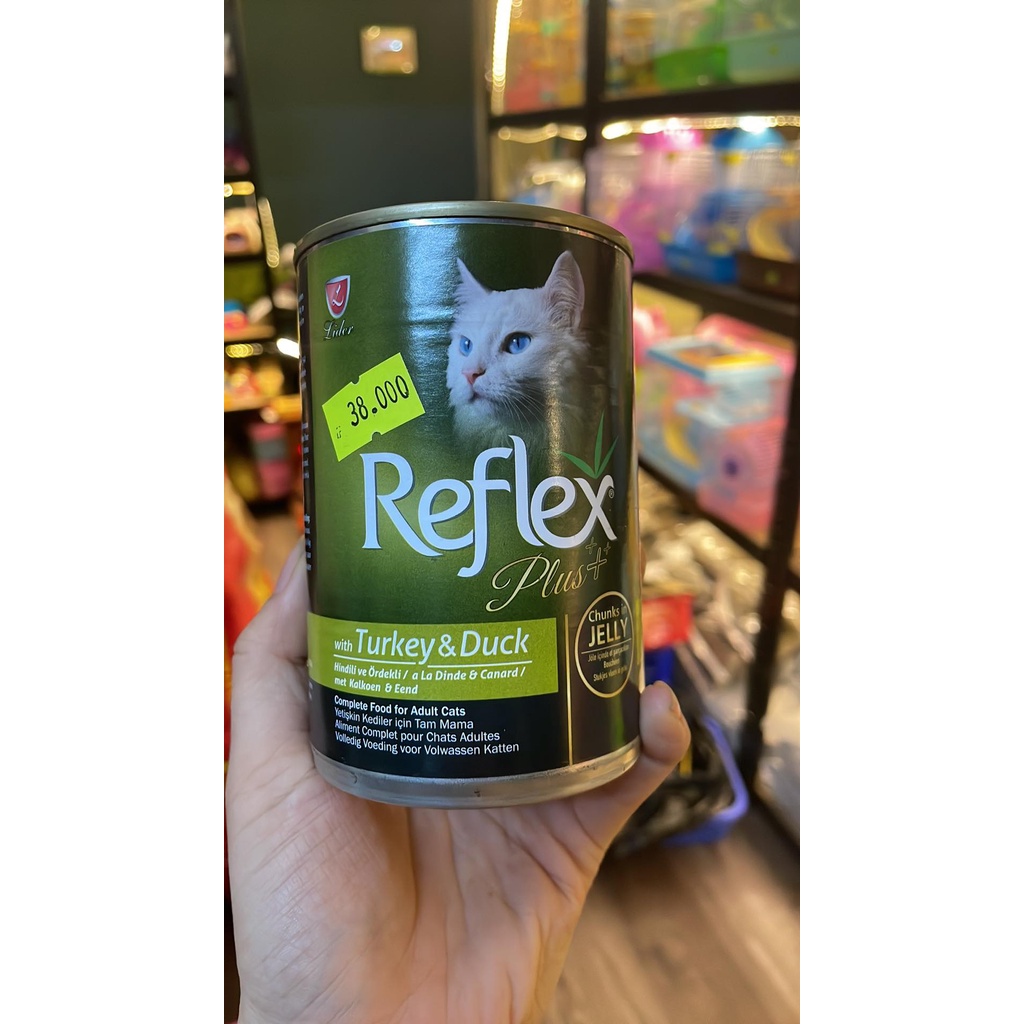 Lider
38.000
Reflex®
Plus+
with Turkey & Duck
Hindili ve Ördekli / a La Dinde & Canard /
met Kalkoen & Eend
Complete Food for Adult Cats
Yetişkin Kediler için Tam Mama
Aliment Complet pour Chats Adultes
Volledig Voeding voor Volwassen Katten
Chunks in
JELLY